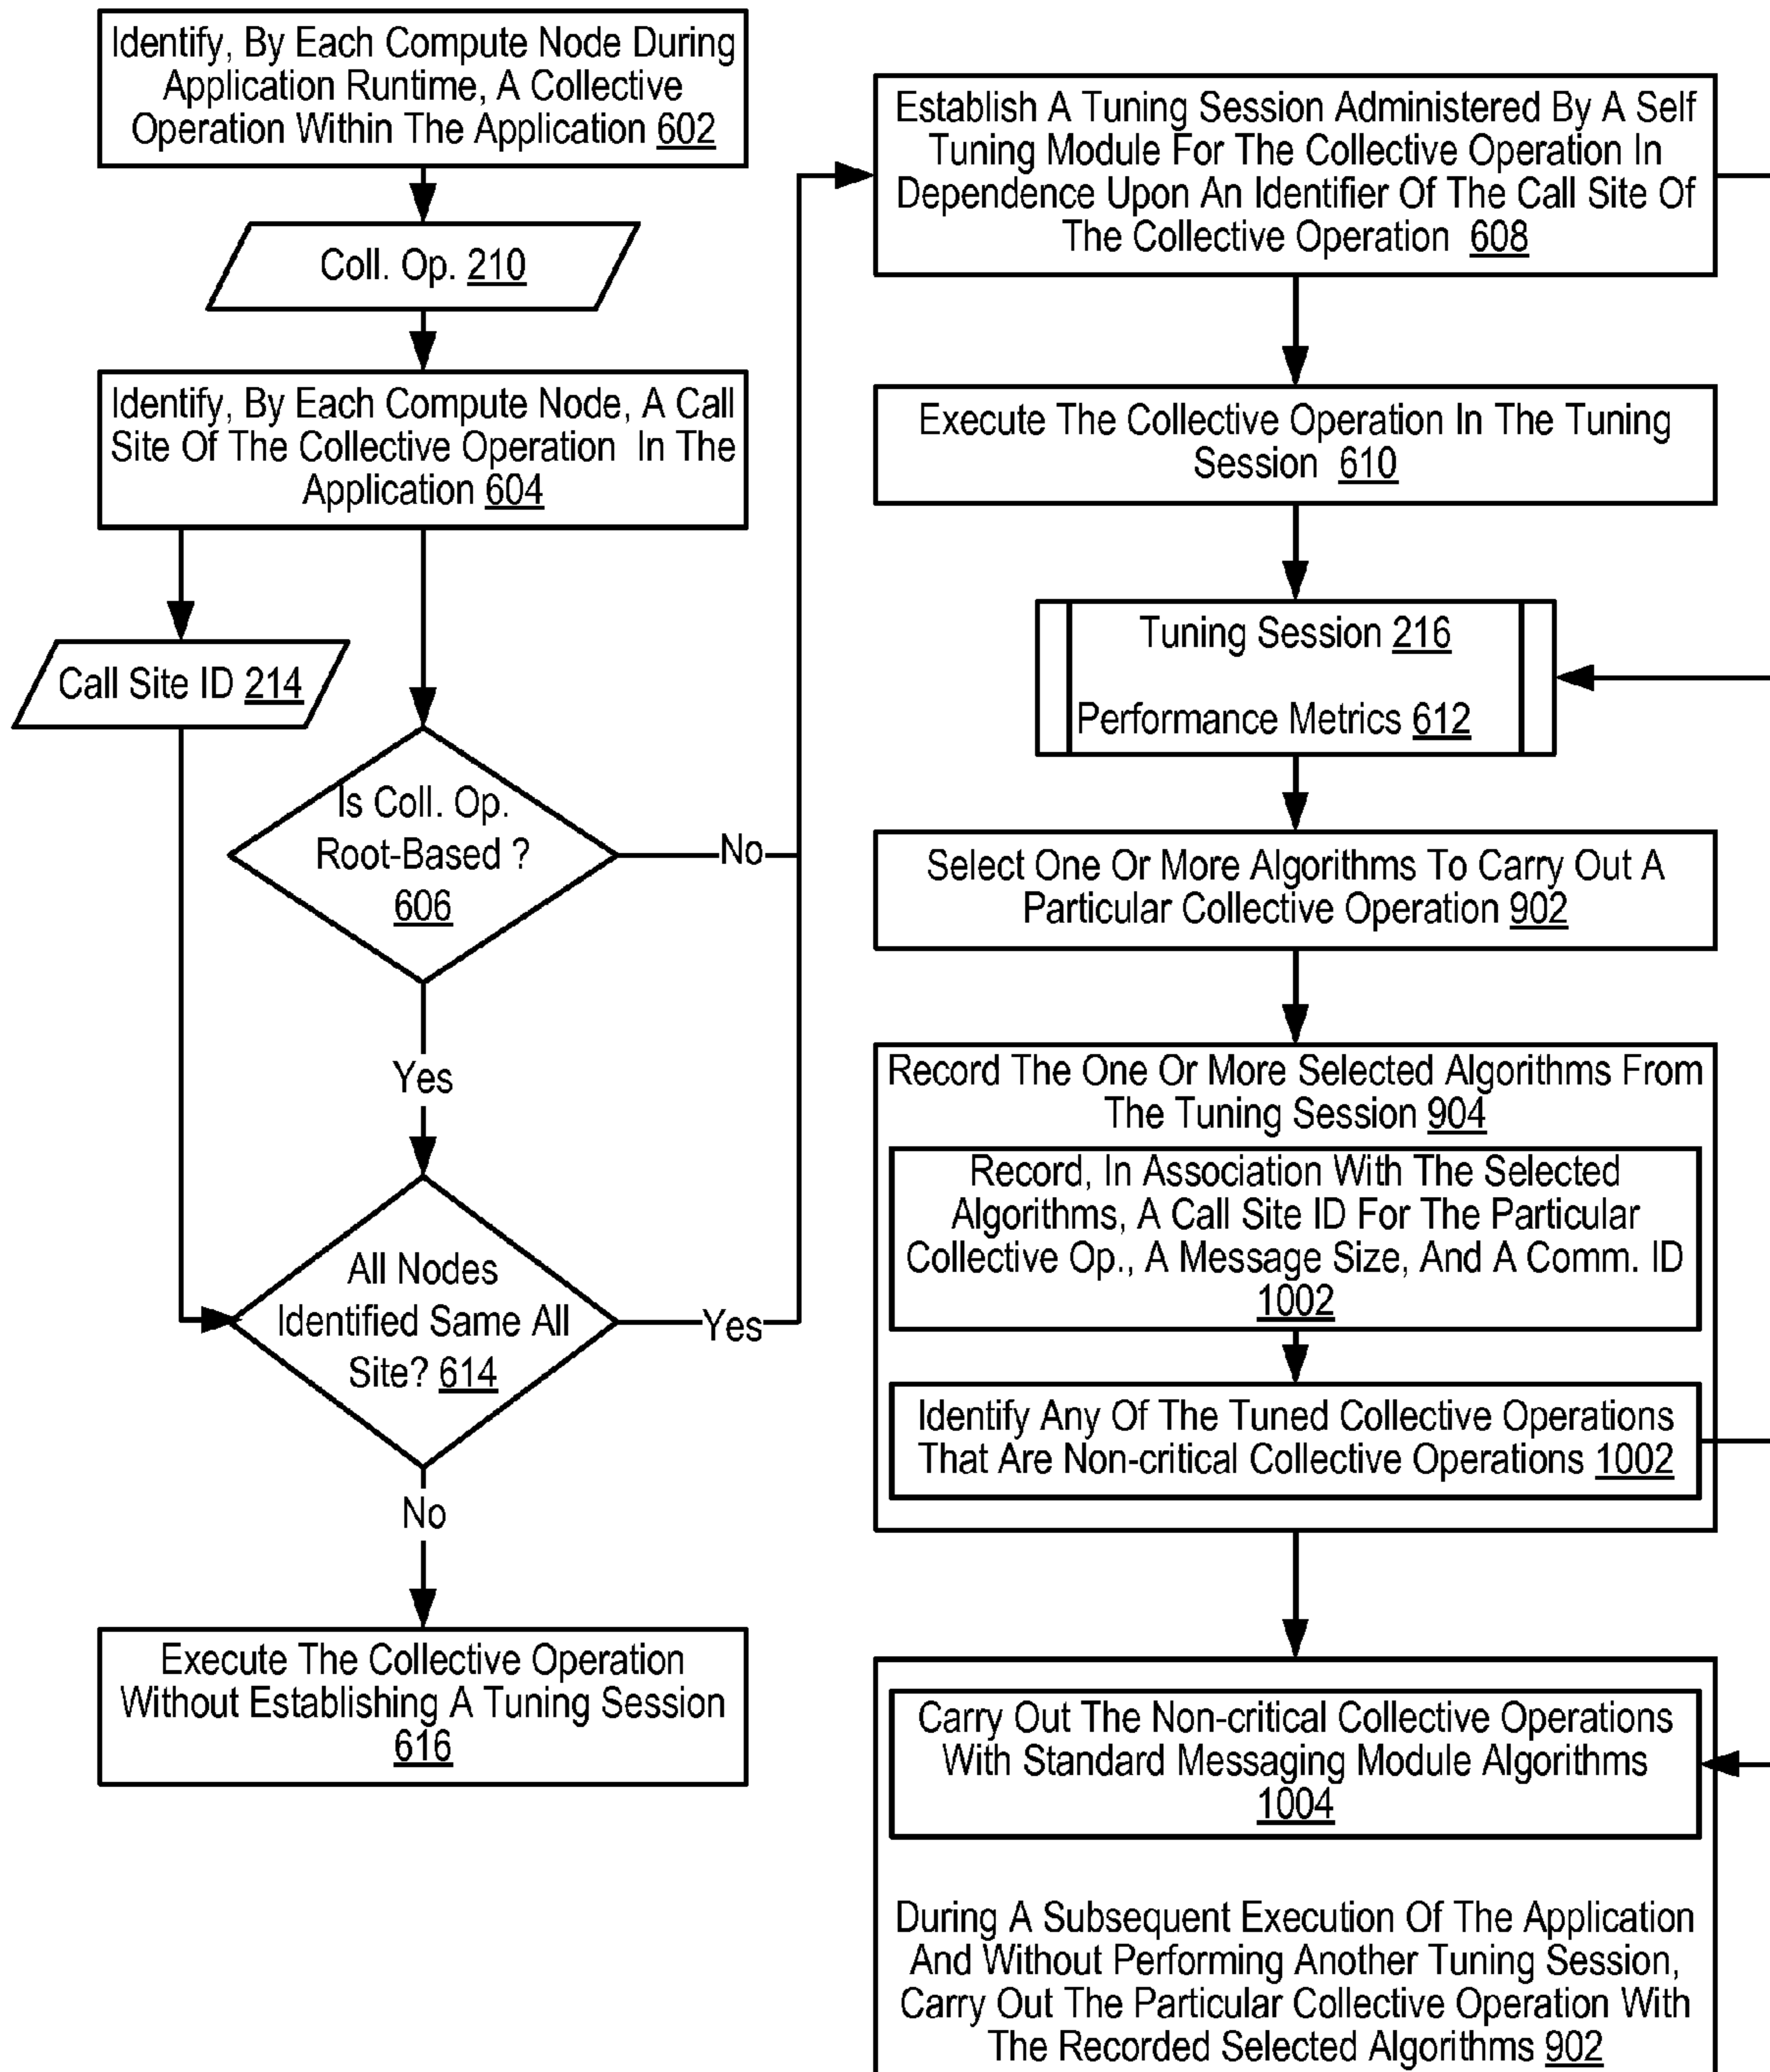 Identify, By Each Compute Node During
Application Runtime, A Collective
Operation Within The Application 602
Coll. Op. 210
Identify, By Each Compute Node, A Call
Site Of The Collective Operation In The
Application 604
Call Site ID 214
Is Coll. Op.
Root-Based ?
606
No
Yes
All Nodes
Identified Same All
Site? 614
Yes
No
Execute The Collective Operation
Without Establishing A Tuning Session
616
Establish A Tuning Session Administered By A Self
Tuning Module For The Collective Operation In
Dependence Upon An Identifier Of The Call Site Of
The Collective Operation 608
Execute The Collective Operation In The Tuning
Session 610
Tuning Session 216
Performance Metrics 612
Select One Or More Algorithms To Carry Out A
Particular Collective Operation 902
Record The One Or More Selected Algorithms From
The Tuning Session 904
Record, In Association With The Selected
Algorithms, A Call Site ID For The Particular
Collective Op., A Message Size, And A Comm. ID
1002
Identify Any Of The Tuned Collective Operations
That Are Non-critical Collective Operations 1002
Carry Out The Non-critical Collective Operations
With Standard Messaging Module Algorithms
1004
During A Subsequent Execution Of The Application
And Without Performing Another Tuning Session,
Carry Out The Particular Collective Operation With
The Recorded Selected Algorithms 902